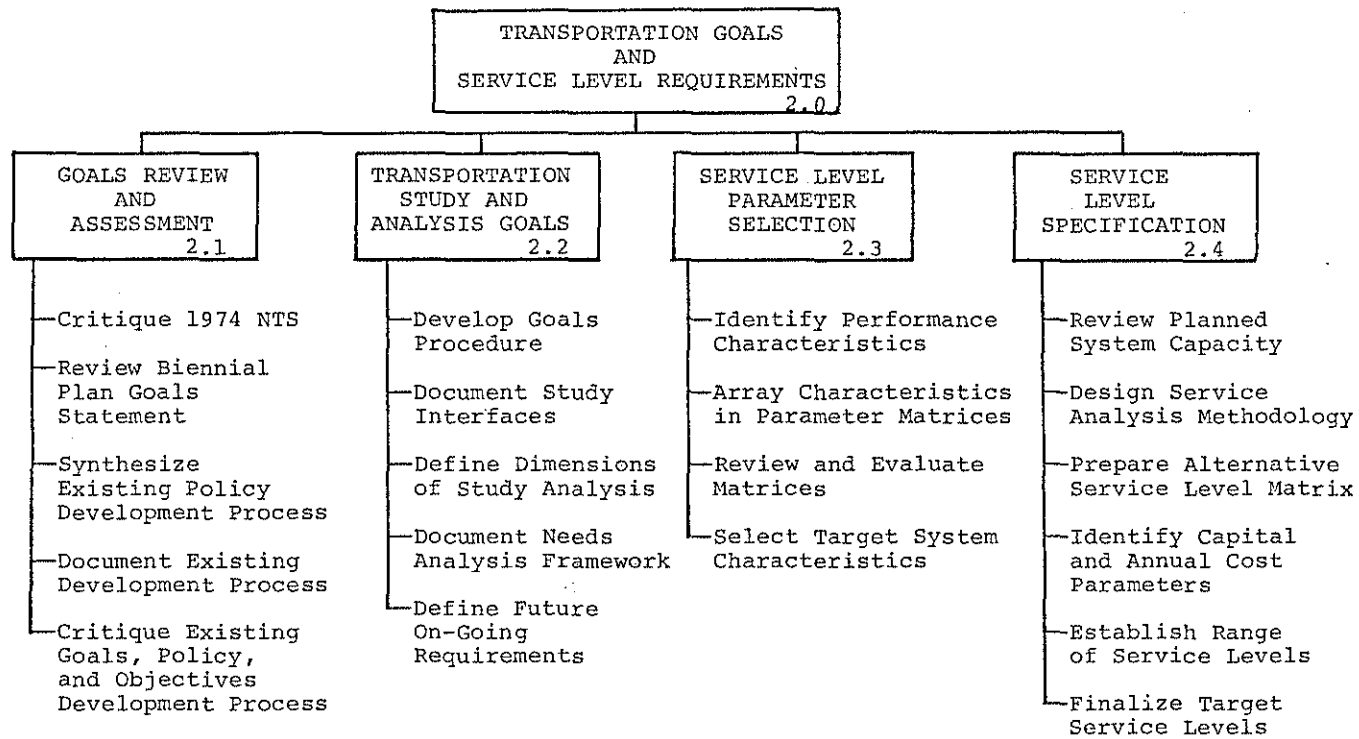 TRANSPORTATION GOALS
AND
SERVICE LEVEL REQUIREMENTS
2.0
GOALS REVIEW
AND
ASSESSMENT
2.1
Critique 1974 NTS
Review Biennial
Plan Goals
Statement
Synthesize
Existing Policy
Development Process
Document Existing
Development Process
Critique Existing
Goals, Policy,
and Objectives
Development Process
TRANSPORTATION
STUDY AND
ANALYSIS GOALS
2.2
Develop Goals
Procedure
Document Study
Interfaces
Define Dimensions
of Study Analysis
Document Needs
Analysis Framework
Define Future
On-Going
Requirements
SERVICE LEVEL
PARAMETER
SELECTION
2.3
Identify Performance
Characteristics
Array Characteristics
in Parameter Matrices
Review and Evaluate
Matrices
Select Target System
Characteristics
SERVICE
LEVEL
SPECIFICATION
2.4
Review Planned
System Capacity
Design Service
Analysis Methodology
Prepare Alternative
Service Level Matrix
Identify Capital
and Annual Cost
Parameters
Establish Range
of Service Levels
Finalize Target
Service Levels